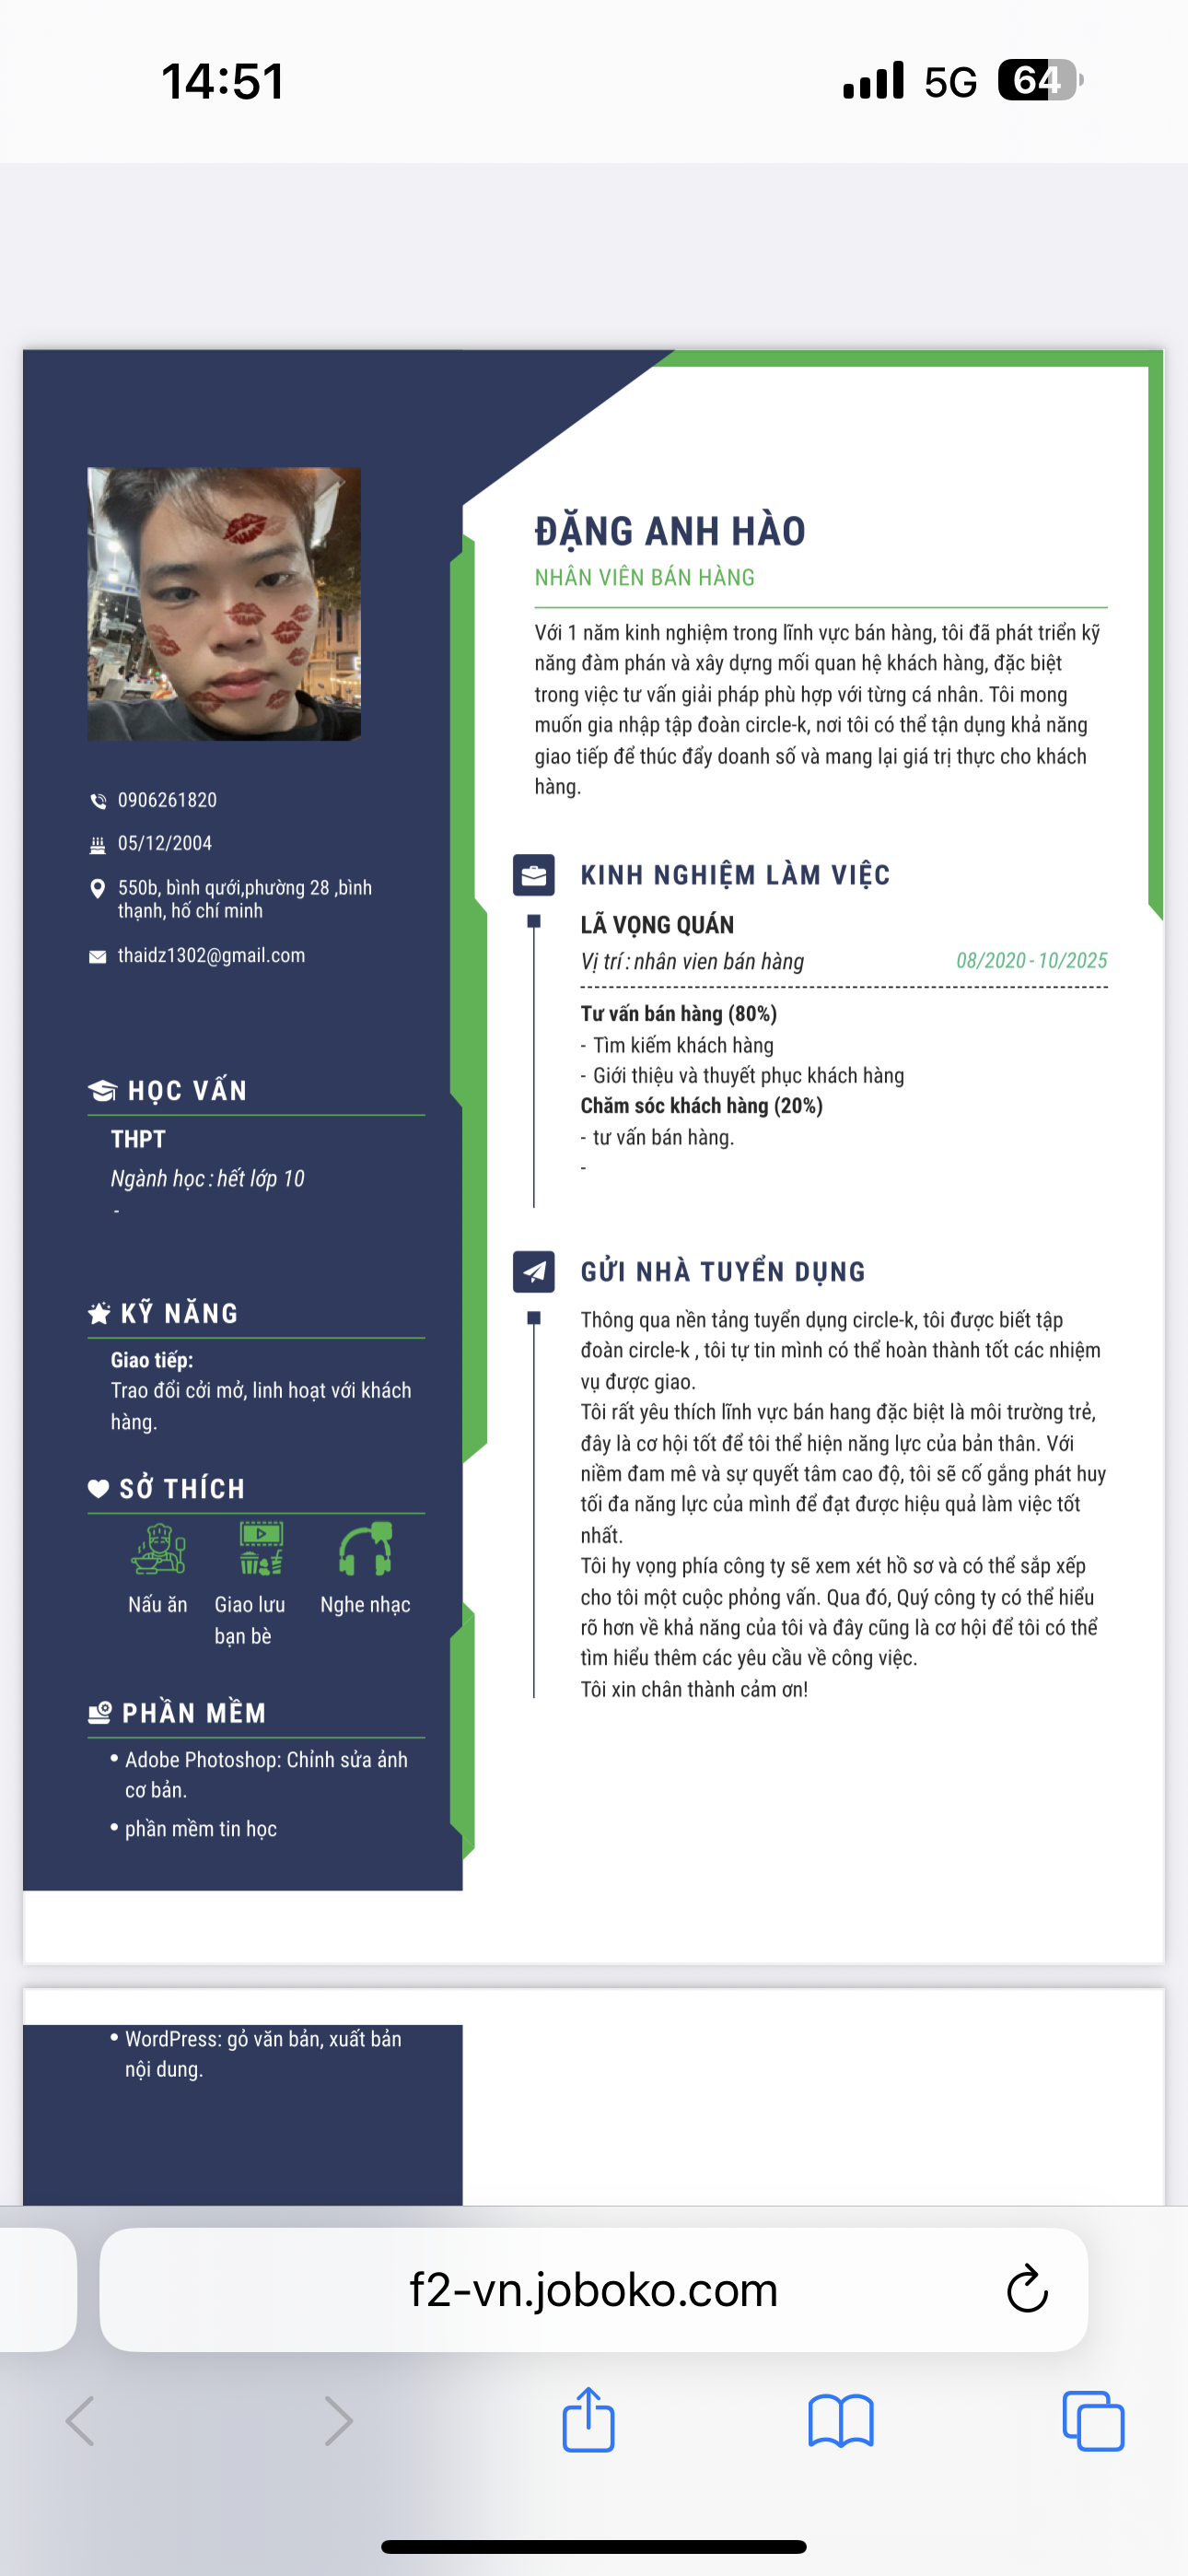 14:51
5G
64
0906261820
05/12/2004
550b, bình qưới,phường 28 ,bình
thạnh, hố chí minh
thaidz1302@gmail.com
HỌC VẤN
THPT
Ngành học : hết lớp 10
-
KỸ NĂNG
Giao tiếp:
Trao đổi cởi mở, linh hoạt với khách
hàng.
SỞ THÍCH
Nấu ăn
Giao lưu
bạn bè
Nghe nhạc
PHẦN MỀM
• Adobe Photoshop: Chỉnh sửa ảnh
cơ bản.
• phần mềm tin học
ĐẶNG ANH HÀO
NHÂN VIÊN BÁN HÀNG
Với 1 năm kinh nghiệm trong lĩnh vực bán hàng, tôi đã phát triển kỹ
năng đàm phán và xây dựng mối quan hệ khách hàng, đặc biệt
trong việc tư vấn giải pháp phù hợp với từng cá nhân. Tôi mong
muốn gia nhập tập đoàn circle-k, nơi tôi có thể tận dụng khả năng
giao tiếp để thúc đẩy doanh số và mang lại giá trị thực cho khách
hàng.
KINH NGHIỆM LÀM VIỆC
LÃ VỌNG QUÁN
Vị trí : nhân vien bán hàng 08/2020 - 10/2025
Tư vấn bán hàng (80%)
- Tìm kiếm khách hàng
- Giới thiệu và thuyết phục khách hàng
Chăm sóc khách hàng (20%)
- tư vấn bán hàng.
-
GỬI NHÀ TUYỂN DỤNG
Thông qua nền tảng tuyển dụng circle-k, tôi được biết tập
đoàn circle-k , tôi tự tin mình có thể hoàn thành tốt các nhiệm
vụ được giao.
Tôi rất yêu thích lĩnh vực bán hang đặc biệt là môi trường trẻ,
đây là cơ hội tốt để tôi thể hiện năng lực của bản thân. Với
niềm đam mê và sự quyết tâm cao độ, tôi sẽ cố gắng phát huy
tối đa năng lực của mình để đạt được hiệu quả làm việc tốt
nhất.
Tôi hy vọng phía công ty sẽ xem xét hồ sơ và có thể sắp xếp
cho tôi một cuộc phỏng vấn. Qua đó, Quý công ty có thể hiểu
rõ hơn về khả năng của tôi và đây cũng là cơ hội để tôi có thể
tìm hiểu thêm các yêu cầu về công việc.
Tôi xin chân thành cảm ơn!
• WordPress: gỏ văn bản, xuất bản
nội dung.
f2-vn.joboko.com